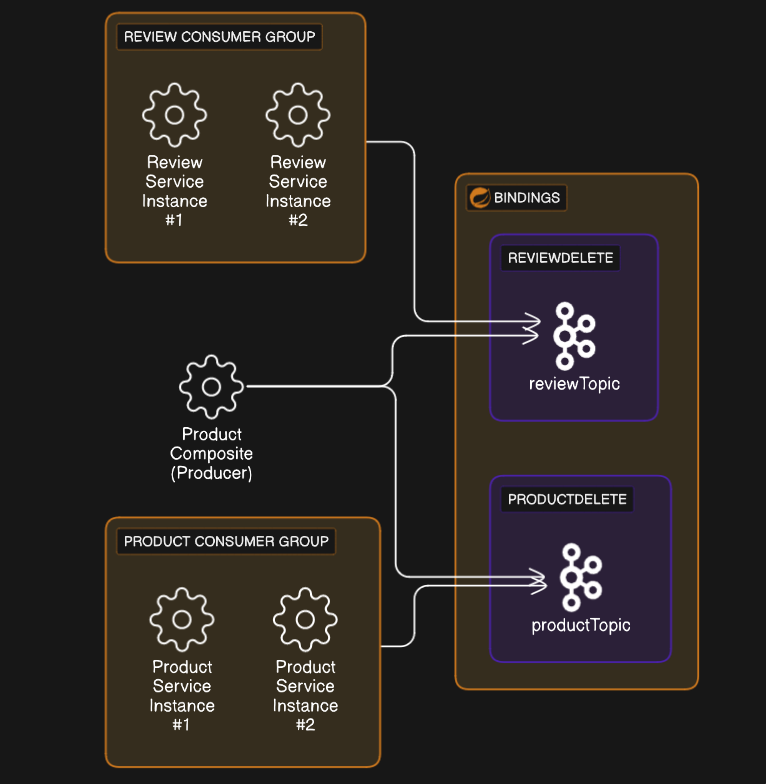 REVIEW CONSUMER GROUP
Review
Service
Instance
#1
Review
Service
Instance
#2
BINDINGS
REVIEWDELETE
reviewTopic
Product
Composite
(Producer)
PRODUCTDELETE
productTopic
PRODUCT CONSUMER GROUP
Product
Service
Instance
#1
Product
Service
Instance
#2